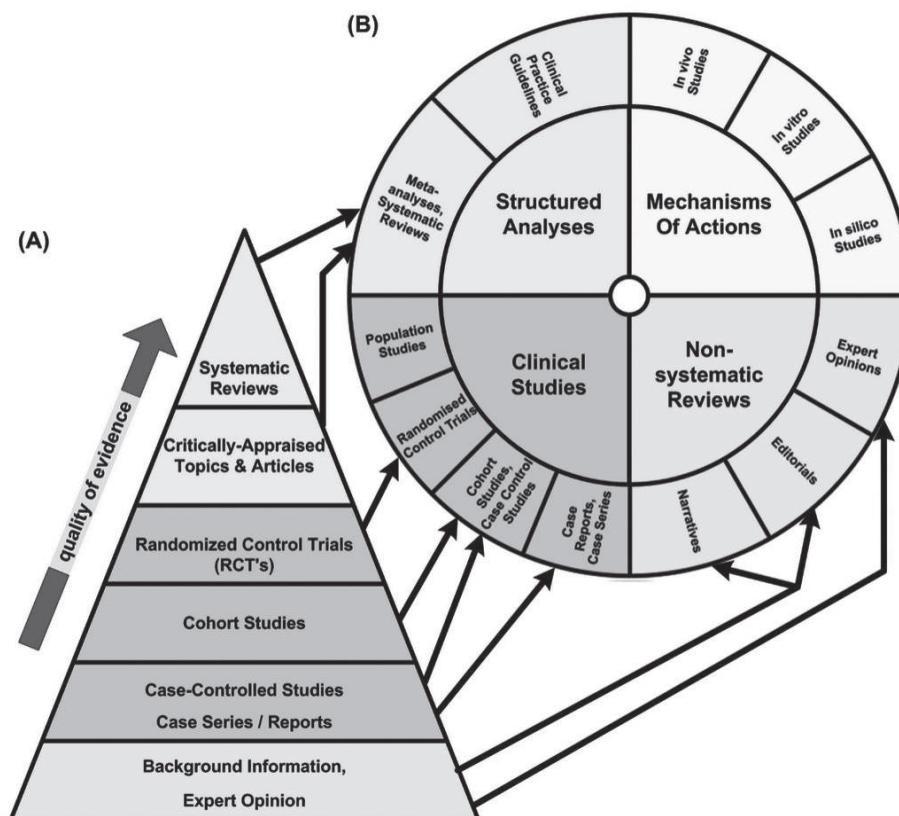 (A)
quality of evidence
Systematic
Reviews
Critically-Appraised
Topics & Articles
Randomized Control Trials
(RCT's)
Cohort Studies
Case-Controlled Studies
Case Series / Reports
Background Information,
Expert Opinion
(B)
Structured
Analyses
Mechanisms
Of Actions
Clinical
Studies
Non-
systematic
Reviews
Meta-
analyses,
Systematic
Reviews
Clinical
Practice
Guidelines
In vivo
Studies
In vitro
Studies
In silico
Studies
Expert
Opinions
Editorials
Narratives
Case
Reports,
Case Series
Cohort
Studies,
Case Control
Studies
Randomised
Control Trials
Population
Studies